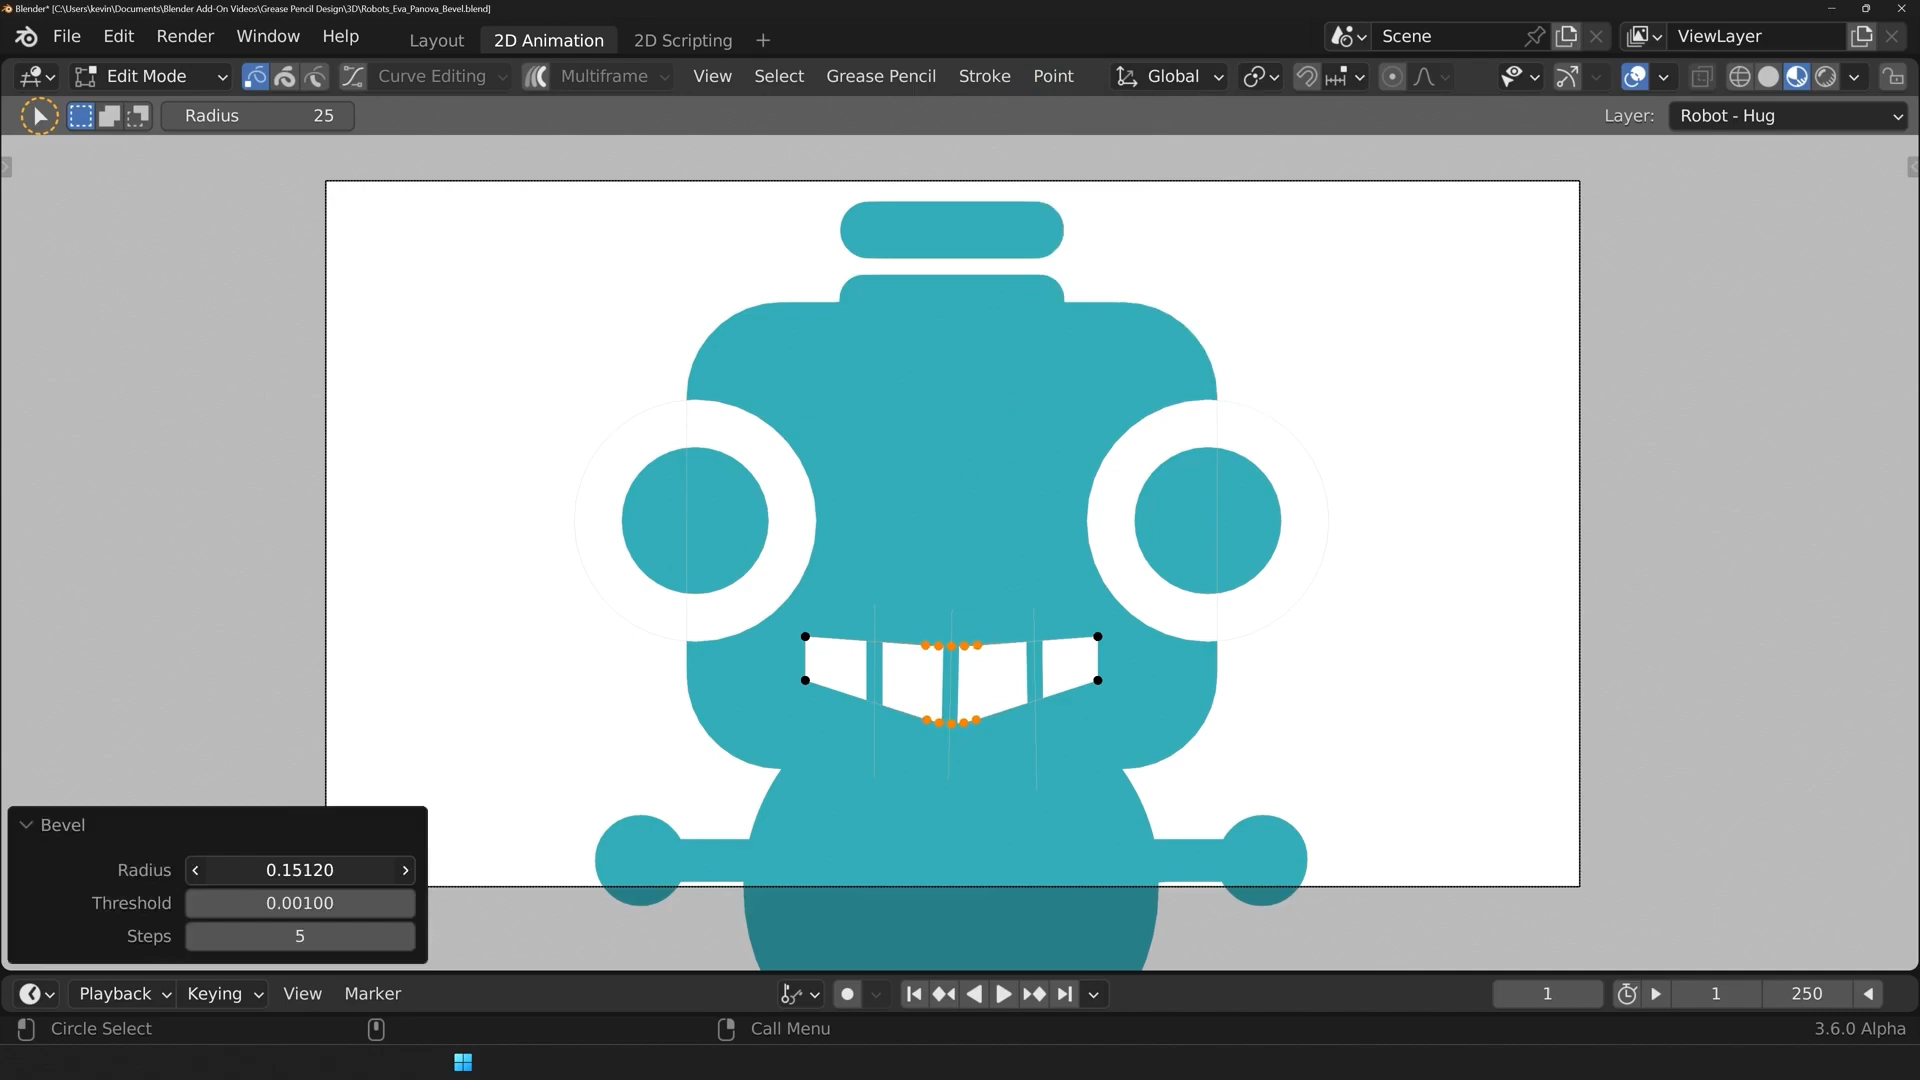 Blender* [C:\Users\kevin\Documents\Blender Add-On Videos\Grease Pencil Design\3D\Robots_Eva_Panova_Bevel.blend]
File Edit Render Window Help Layout 2D Animation 2D Scripting + Scene ViewLayer
Edit Mode Curve Editing Multiframe View Select Grease Pencil Stroke Point Global
Radius 25 Layer: Robot - Hug
Bevel
Radius 0.15120
Threshold 0.00100
Steps 5
Playback Keying View Marker 1 1 250
Circle Select Call Menu 3.6.0 Alpha